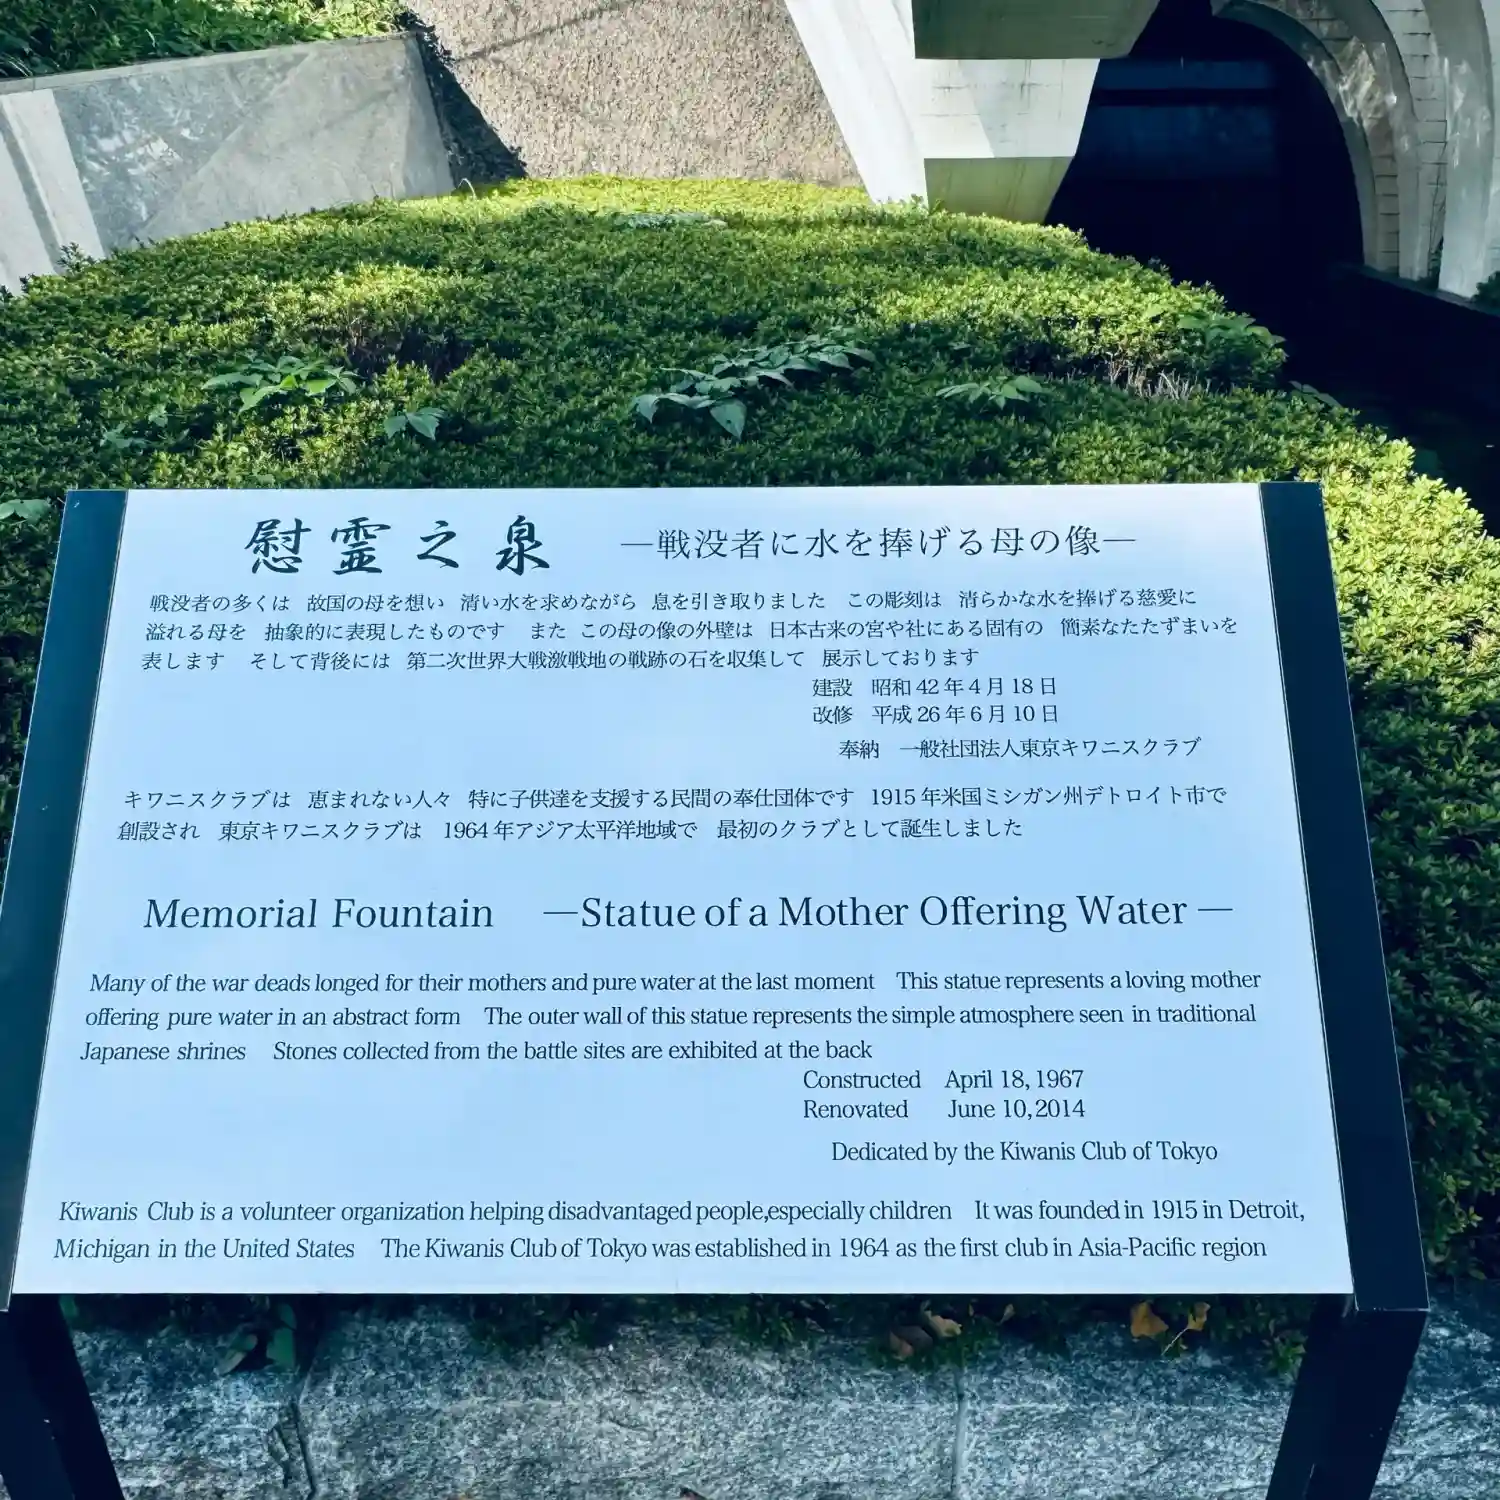 慰霊之泉 ―戦没者に水を捧げる母の像―
戦没者の多くは 故国の母を想い 清い水を求めながら 息を引き取りました この彫刻は 清らかな水を捧げる慈愛に
溢れる母を 抽象的に表現したものです また この母の像の外壁は 日本古来の宮や社にある固有の 簡素なたたずまいを
表します そして背後には 第二次世界大戦激戦地の戦跡の石を収集して 展示しております
建設 昭和42年4月18日
改修 平成26年6月10日
奉納 一般社団法人東京キワニスクラブ
キワニスクラブは 恵まれない人々 特に子供達を支援する民間の奉仕団体です 1915年米国ミシガン州デトロイト市で
創設され 東京キワニスクラブは 1964年アジア太平洋地域で 最初のクラブとして誕生しました
Memorial Fountain ―Statue of a Mother Offering Water ―
Many of the war deads longed for their mothers and pure water at the last moment This statue represents a loving mother
offering pure water in an abstract form The outer wall of this statue represents the simple atmosphere seen in traditional
Japanese shrines Stones collected from the battle sites are exhibited at the back
Constructed April 18, 1967
Renovated June 10,2014
Dedicated by the Kiwanis Club of Tokyo
Kiwanis Club is a volunteer organization helping disadvantaged people,especially children It was founded in 1915 in Detroit,
Michigan in the United States The Kiwanis Club of Tokyo was established in 1964 as the first club in Asia-Pacific region